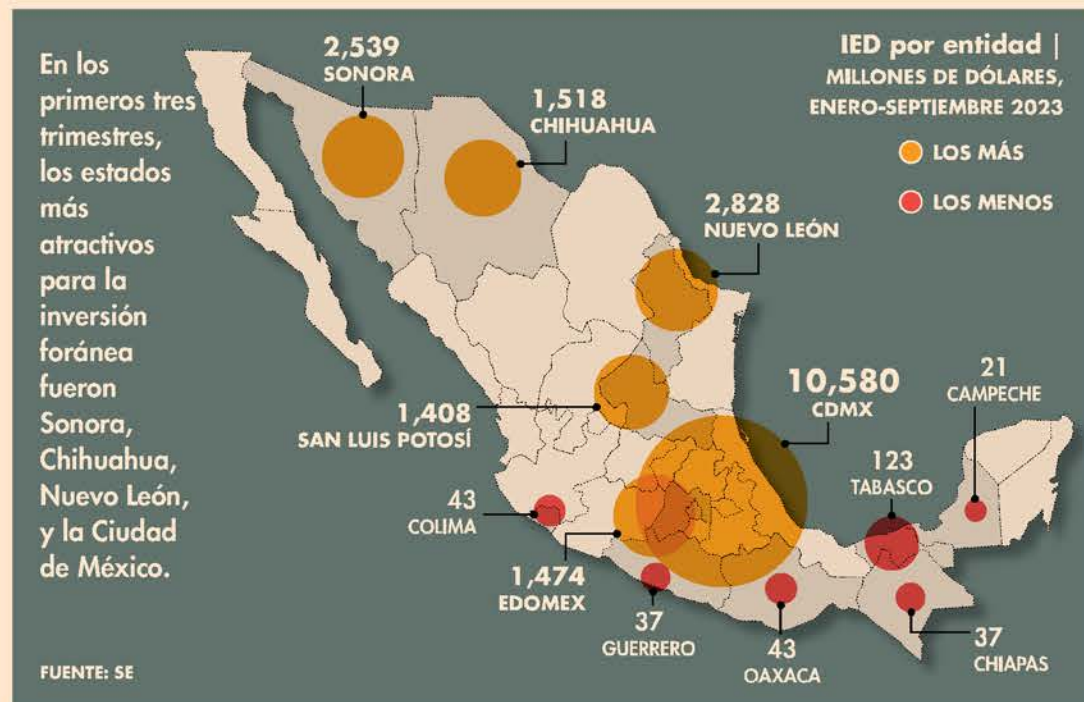 En los
primeros tres
trimestres,
los estados
más
atractivos
para la
inversión
foránea
fueron
Sonora,
Chihuahua,
Nuevo León,
y la Ciudad
de México.
IED por entidad |
MILLONES DE DÓLARES,
ENERO-SEPTIEMBRE 2023
LOS MÁS
LOS MENOS
2,539
SONORA
1,518
CHIHUAHUA
2,828
NUEVO LEÓN
1,408
SAN LUIS POTOSÍ
10,580
CDMX
21
CAMPECHE
123
TABASCO
43
COLIMA
1,474
EDOMEX
37
GUERRERO
43
OAXACA
37
CHIAPAS
FUENTE: SE